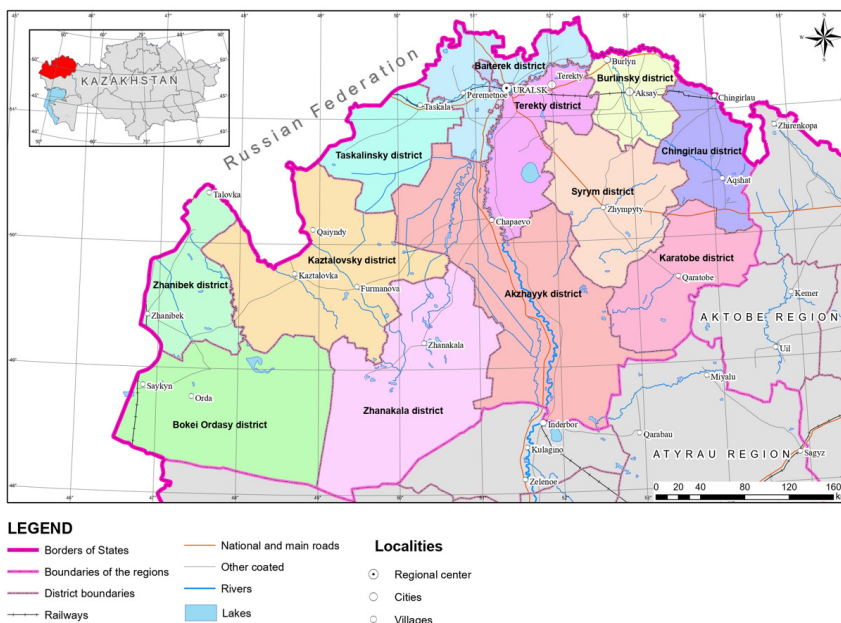 KAZAKHSTAN
Russian Federation
Baiterek district
Burlyn
Burlinsky district
Terekty
URALSK
Peremetnoe
Aksay
Chingirlau
Taskala
Terekty district
Zhirenkopa
Taskalinsky district
Chingirlau district
Aqshat
Syrym district
Talovka
Zhympyty
Chapaevo
Qaiyndy
Kaztalovsky district
Karatobe district
Zhanibek district
Kaztalovka
Qaratobe
Furmanova
Akzhayyk district
Kemer
AKTOBE REGION
Zhanibek
Zhanakala
Uil
Miyalu
Saykyn
Orda
Zhanakala district
Bokei Ordasy district
Inderbor
Qarabau
Kulagino
ATYRAU REGION
Sagyz
Zelenoe
0 20 40 80 120 160
km
LEGEND
Borders of States
Boundaries of the regions
District boundaries
Railways
National and main roads
Other coated
Rivers
Lakes
Localities
Regional center
Cities
Villages